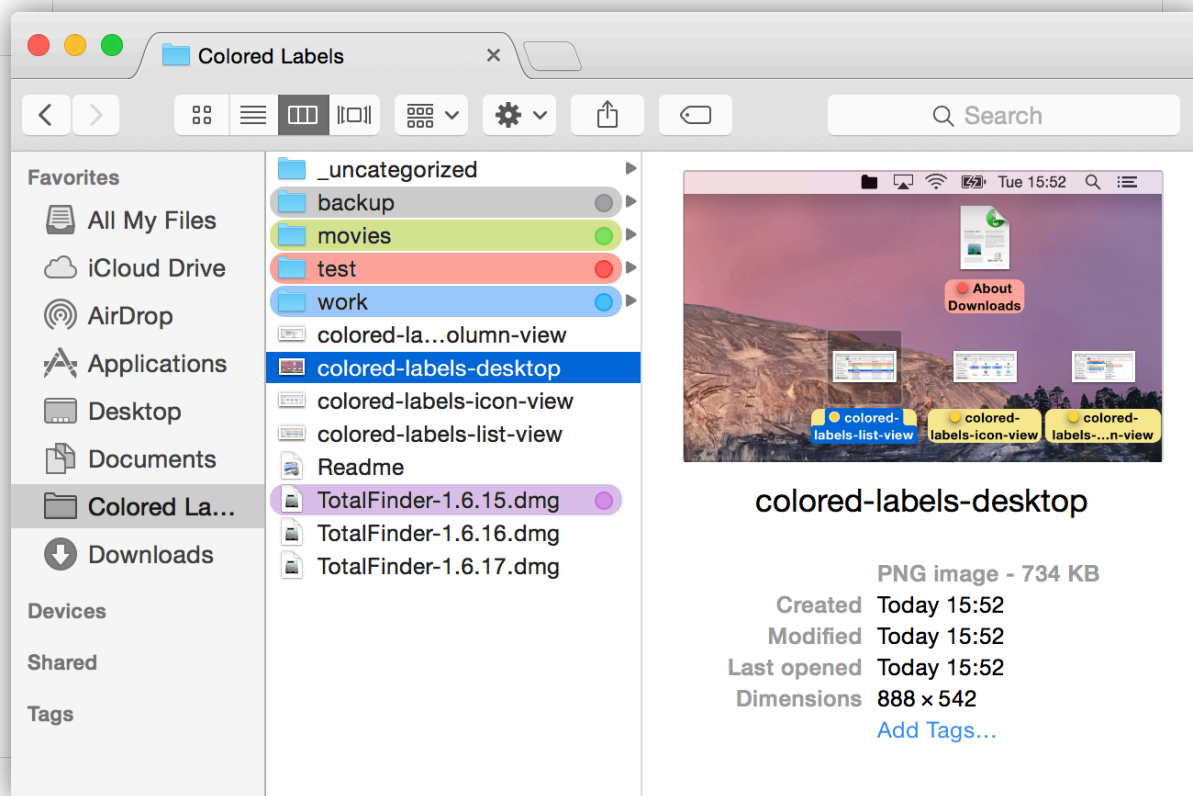 Colored Labels
Search
Favorites
All My Files
iCloud Drive
AirDrop
Applications
Desktop
Documents
Colored La...
Downloads
Devices
Shared
Tags
_uncategorized
backup
movies
test
work
colored-la...olumn-view
colored-labels-desktop
colored-labels-icon-view
colored-labels-list-view
Readme
TotalFinder-1.6.15.dmg
TotalFinder-1.6.16.dmg
TotalFinder-1.6.17.dmg
Tue 15:52
About
Downloads
colored-
labels-list-view
colored-
labels-icon-view
colored-
labels-...n-view
colored-labels-desktop
PNG image - 734 KB
Created Today 15:52
Modified Today 15:52
Last opened Today 15:52
Dimensions 888 × 542
Add Tags...